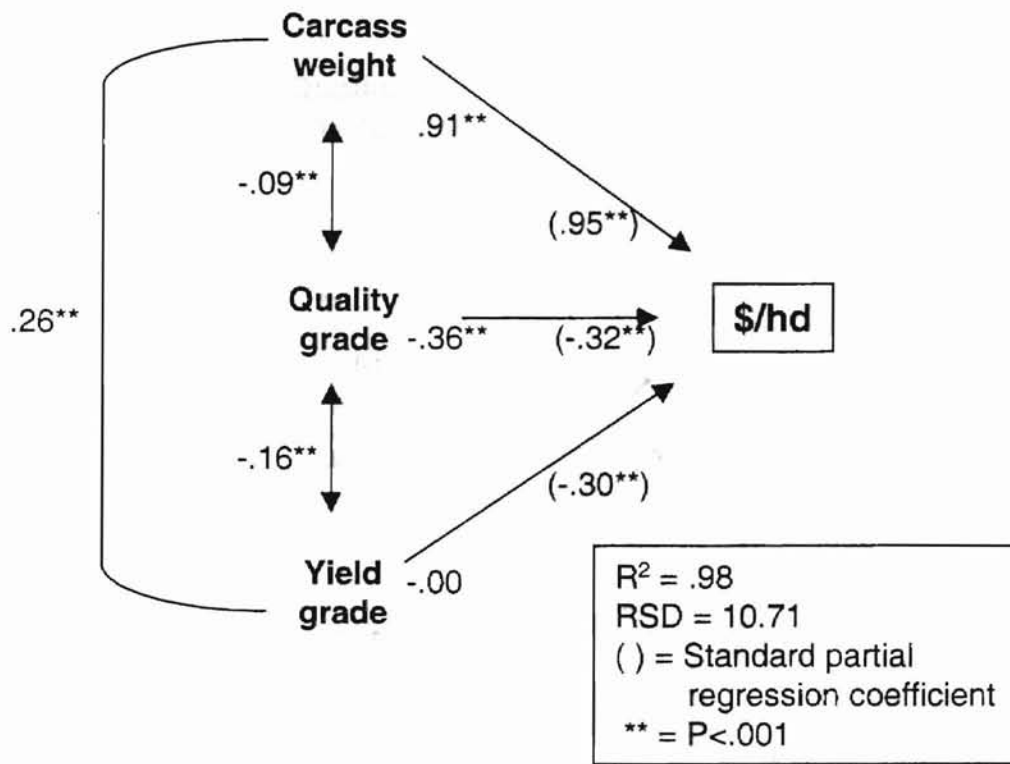 Carcass
weight
.91**
-.09**
(.95**)
.26**
Quality
grade
-.36**
(-.32**)
$/hd
-.16**
(-.30**)
Yield
grade
-.00
R² = .98
RSD = 10.71
( ) = Standard partial
regression coefficient
** = P<.001